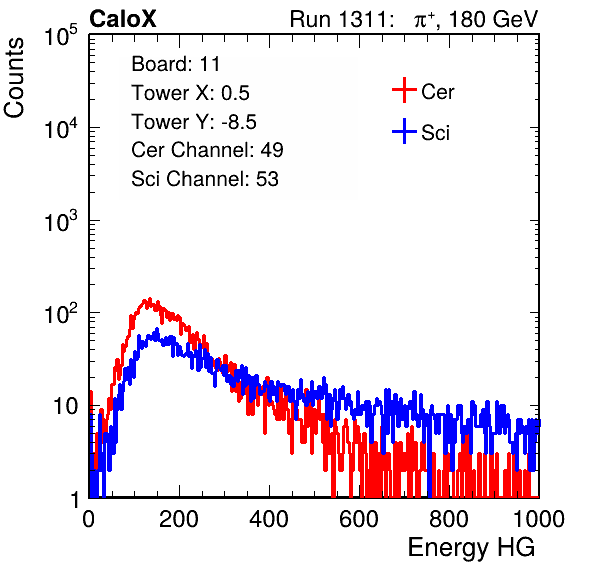 CaloX Run 1311: π⁺, 180 GeV
Board: 11
Tower X: 0.5
Tower Y: -8.5
Cer Channel: 49
Sci Channel: 53
Cer
Sci
Counts
10⁵
10⁴
10³
10²
10
1
0 200 400 600 800 1000
Energy HG